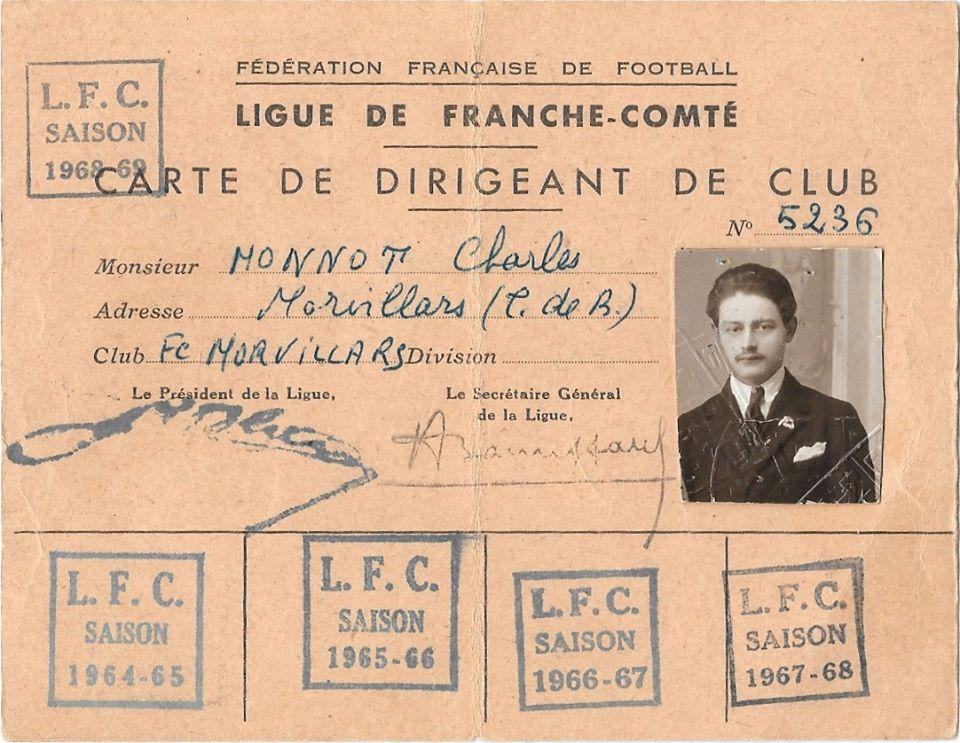 FÉDÉRATION FRANÇAISE DE FOOTBALL
LIGUE DE FRANCHE-COMTÉ
L. F. C.
SAISON
1968-69
CARTE DE DIRIGEANT DE CLUB
No 5236
Monsieur MONNOT Charles
Adresse Morvillars (T. de B.)
Club FC MORVILLARS Division
Le Président de la Ligue,
Le Secrétaire Général
de la Ligue,
L. F. C.
SAISON
1964-65
L. F. C.
SAISON
1965-66
L. F. C.
SAISON
1966-67
L. F. C.
SAISON
1967-68